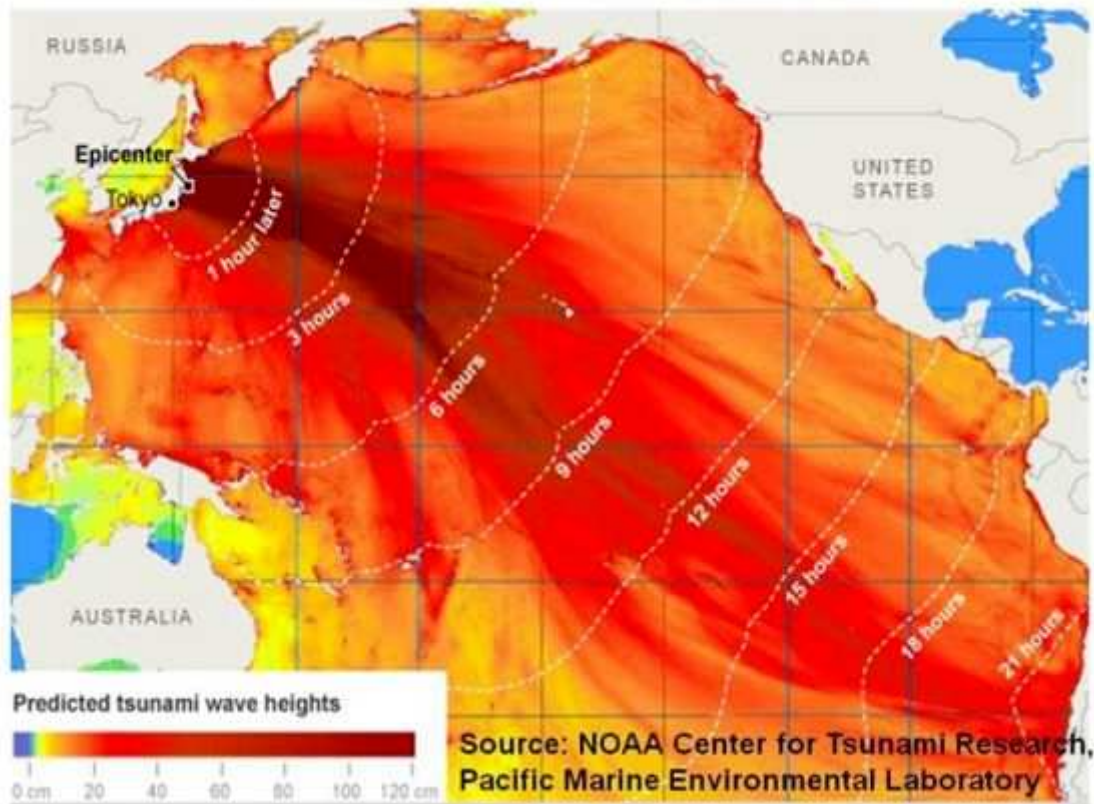 RUSSIA
CANADA
Epicenter
Tokyo
UNITED
STATES
1 hour later
3 hours
6 hours
9 hours
12 hours
15 hours
18 hours
21 hours
AUSTRALIA
Predicted tsunami wave heights
0 cm 20 40 60 80 100 120 cm
Source: NOAA Center for Tsunami Research,
Pacific Marine Environmental Laboratory